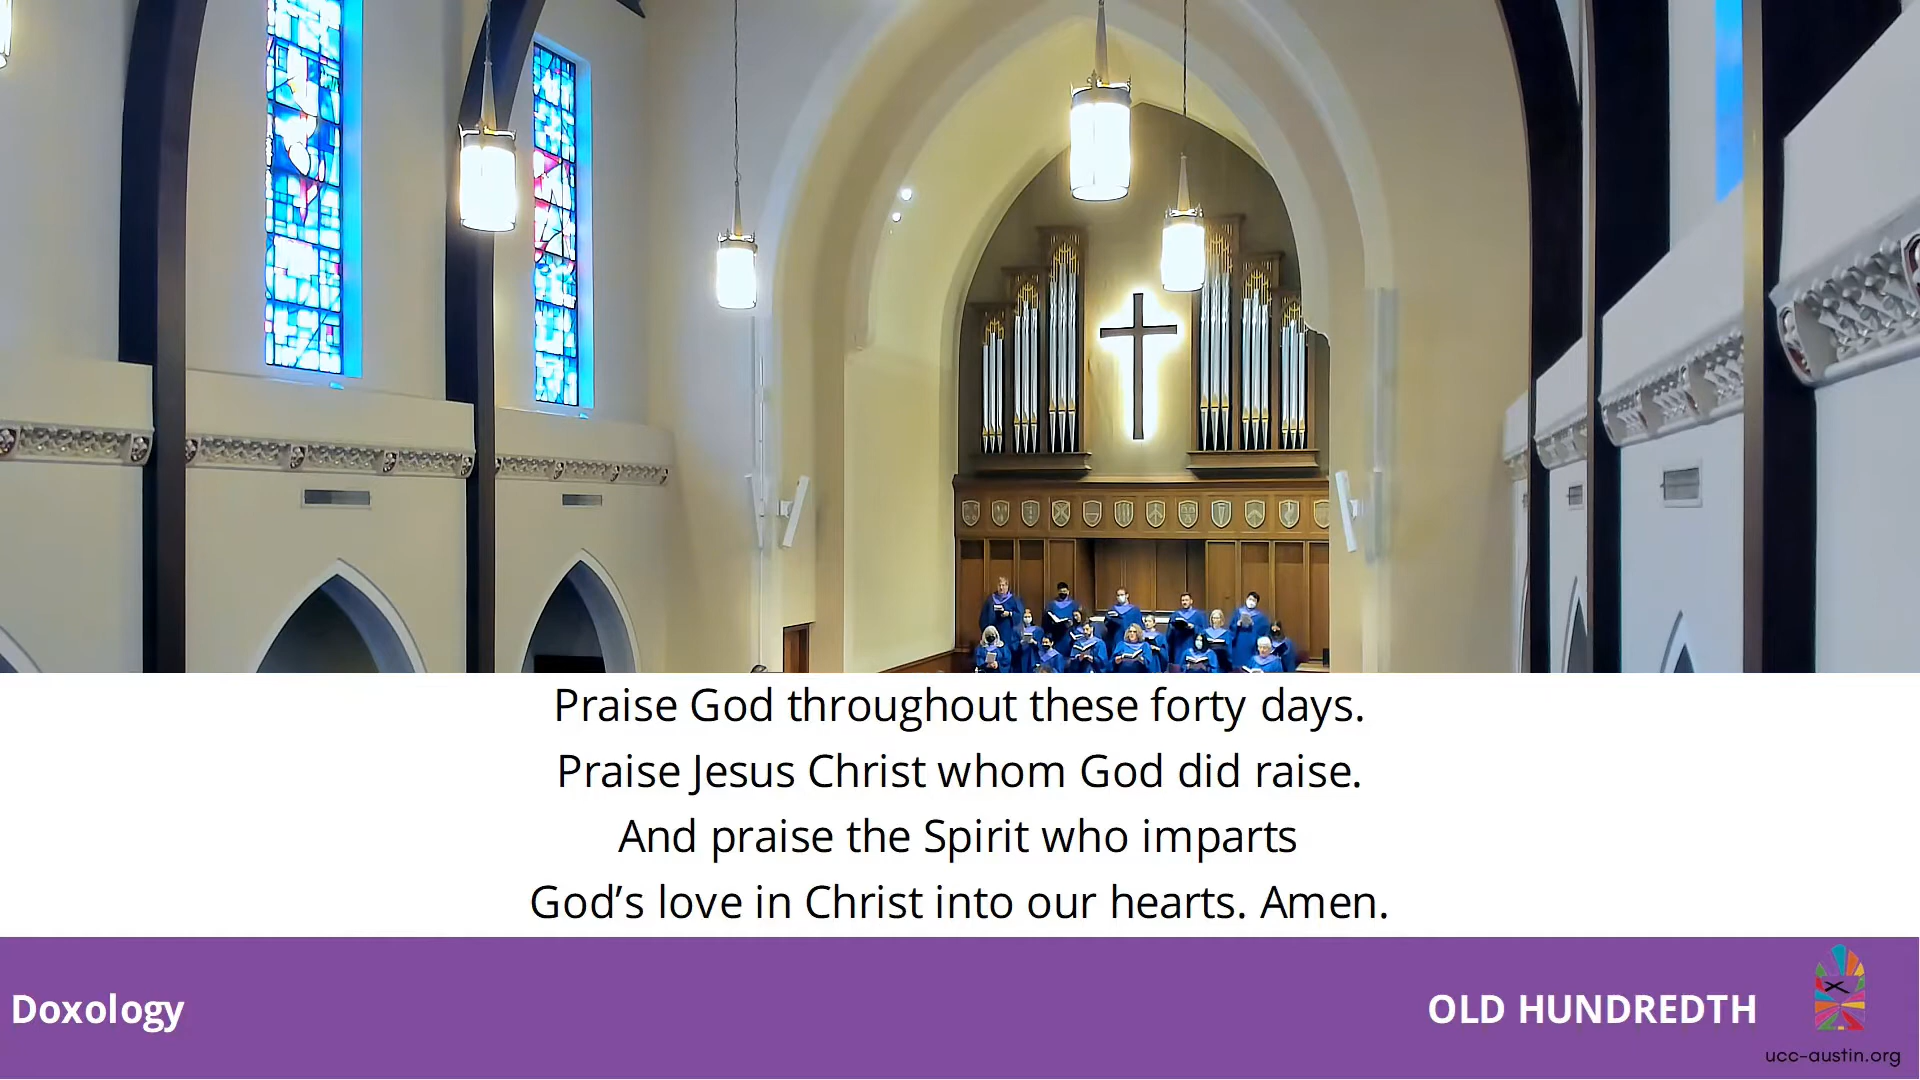 Praise God throughout these forty days.
Praise Jesus Christ whom God did raise.
And praise the Spirit who imparts
God’s love in Christ into our hearts. Amen.
Doxology
OLD HUNDREDTH
ucc-austin.org